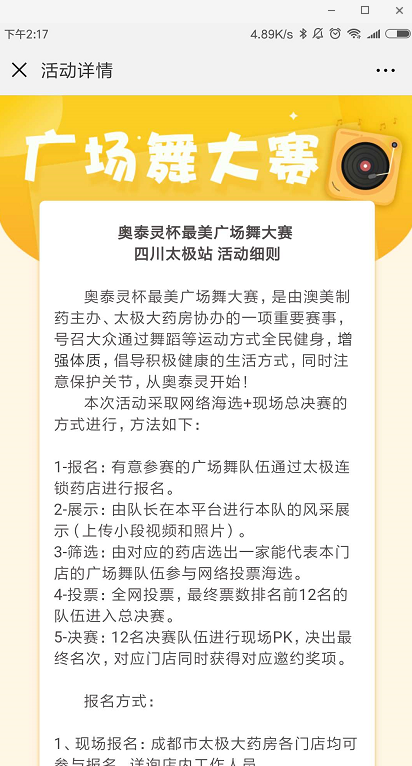 下午2:17
4.89K/s
活动详情
广场舞大赛
奥泰灵杯最美广场舞大赛
四川太极站 活动细则
奥泰灵杯最美广场舞大赛，是由澳美制
药主办、太极大药房协办的一项重要赛事，
号召大众通过舞蹈等运动方式全民健身，增
强体质，倡导积极健康的生活方式，同时注
意保护关节，从奥泰灵开始！
本次活动采取网络海选+现场总决赛的
方式进行，方法如下：
1-报名：有意参赛的广场舞队伍通过太极连
锁药店进行报名。
2-展示：由队长在本平台进行本队的风采展
示（上传小段视频和照片）。
3-筛选：由对应的药店选出一家能代表本门
店的广场舞队伍参与网络投票海选。
4-投票：全网投票，最终票数排名前12名的
队伍进入总决赛。
5-决赛：12名决赛队伍进行现场PK，决出最
终名次，对应门店同时获得对应邀约奖项。
报名方式：
1、现场报名：成都市太极大药房各门店均可
参与报名，详询店内工作人员